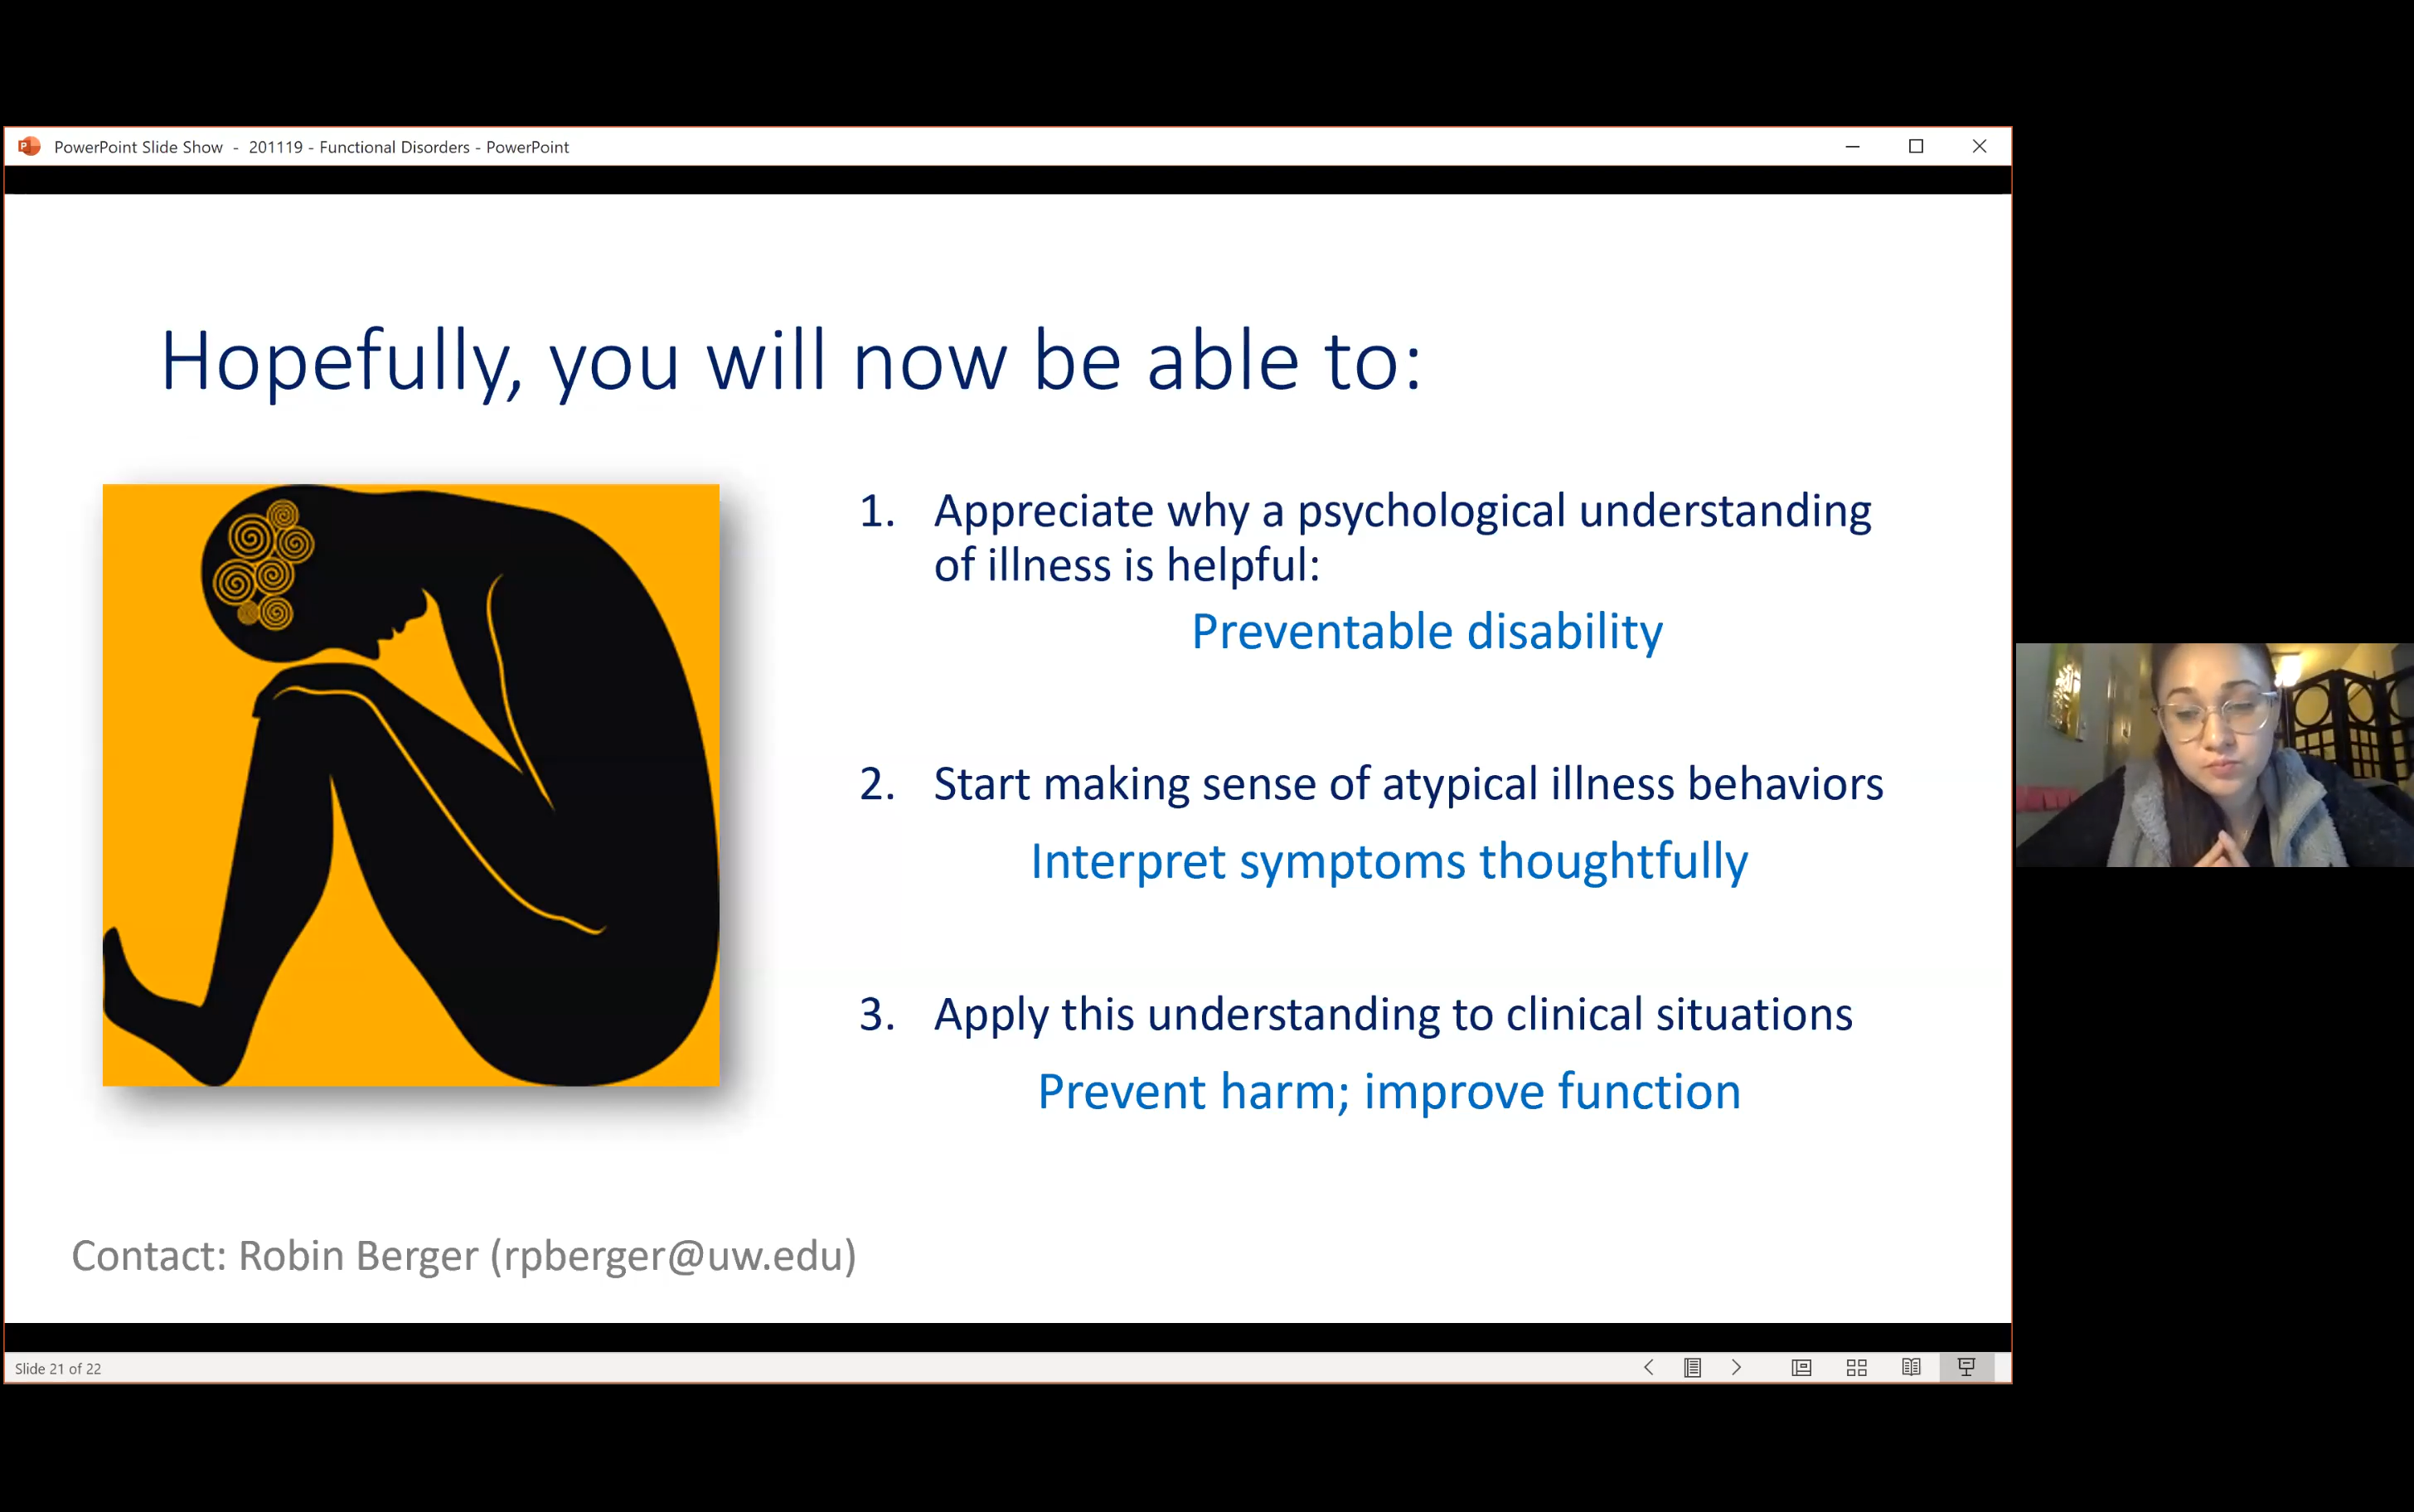 PowerPoint Slide Show - 201119 - Functional Disorders - PowerPoint
Hopefully, you will now be able to:
1. Appreciate why a psychological understanding
of illness is helpful:
Preventable disability
2. Start making sense of atypical illness behaviors
Interpret symptoms thoughtfully
3. Apply this understanding to clinical situations
Prevent harm; improve function
Contact: Robin Berger (rpberger@uw.edu)
Slide 21 of 22